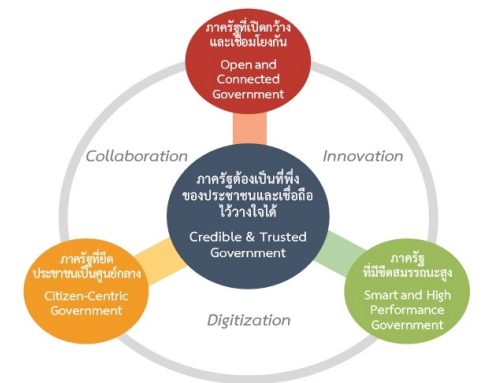 ภาครัฐที่เปิดกว้าง
และเชื่อมโยงกัน
Open and
Connected
Government
Collaboration
Innovation
ภาครัฐต้องเป็นที่พึ่ง
ของประชาชนและเชื่อถือ
ไว้วางใจได้
Credible & Trusted
Government
ภาครัฐที่ยึด
ประชาชนเป็นศูนย์กลาง
Citizen-Centric
Government
ภาครัฐ
ที่มีขีดสมรรถนะสูง
Smart and High
Performance
Government
Digitization